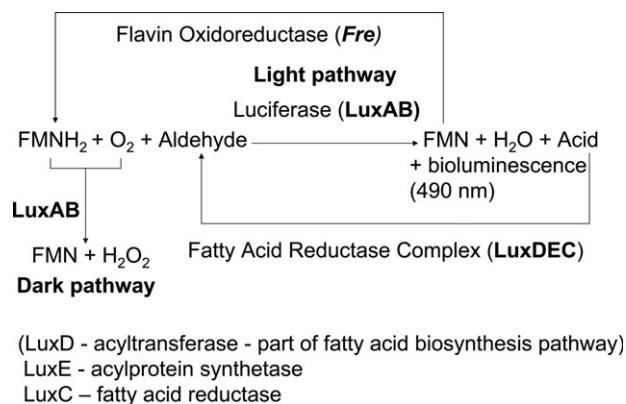 Flavin Oxidoreductase (Fre)
Light pathway
Luciferase (LuxAB)
FMNH₂ + O₂ + Aldehyde
FMN + H₂O + Acid
+ bioluminescence
(490 nm)
LuxAB
FMN + H₂O₂
Dark pathway
Fatty Acid Reductase Complex (LuxDEC)
(LuxD - acyltransferase - part of fatty acid biosynthesis pathway)
LuxE - acylprotein synthetase
LuxC – fatty acid reductase